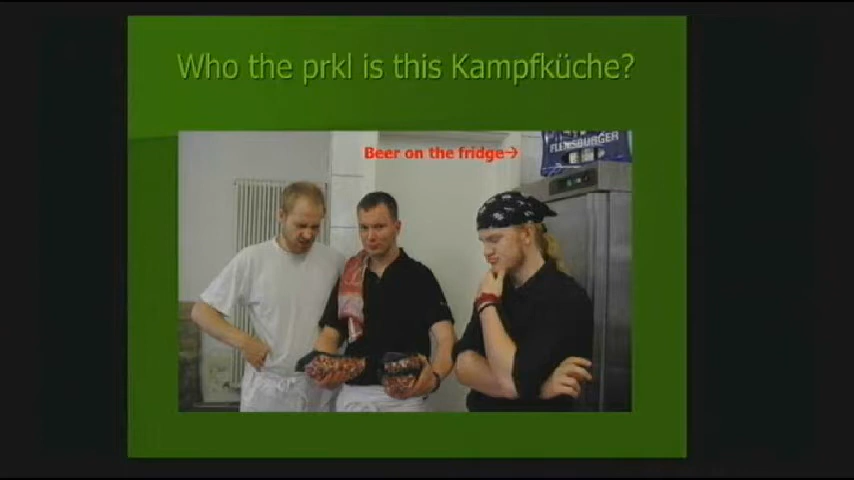 Who the prkl is this Kampfküche?
Beer on the fridge→
FLENSBURGER